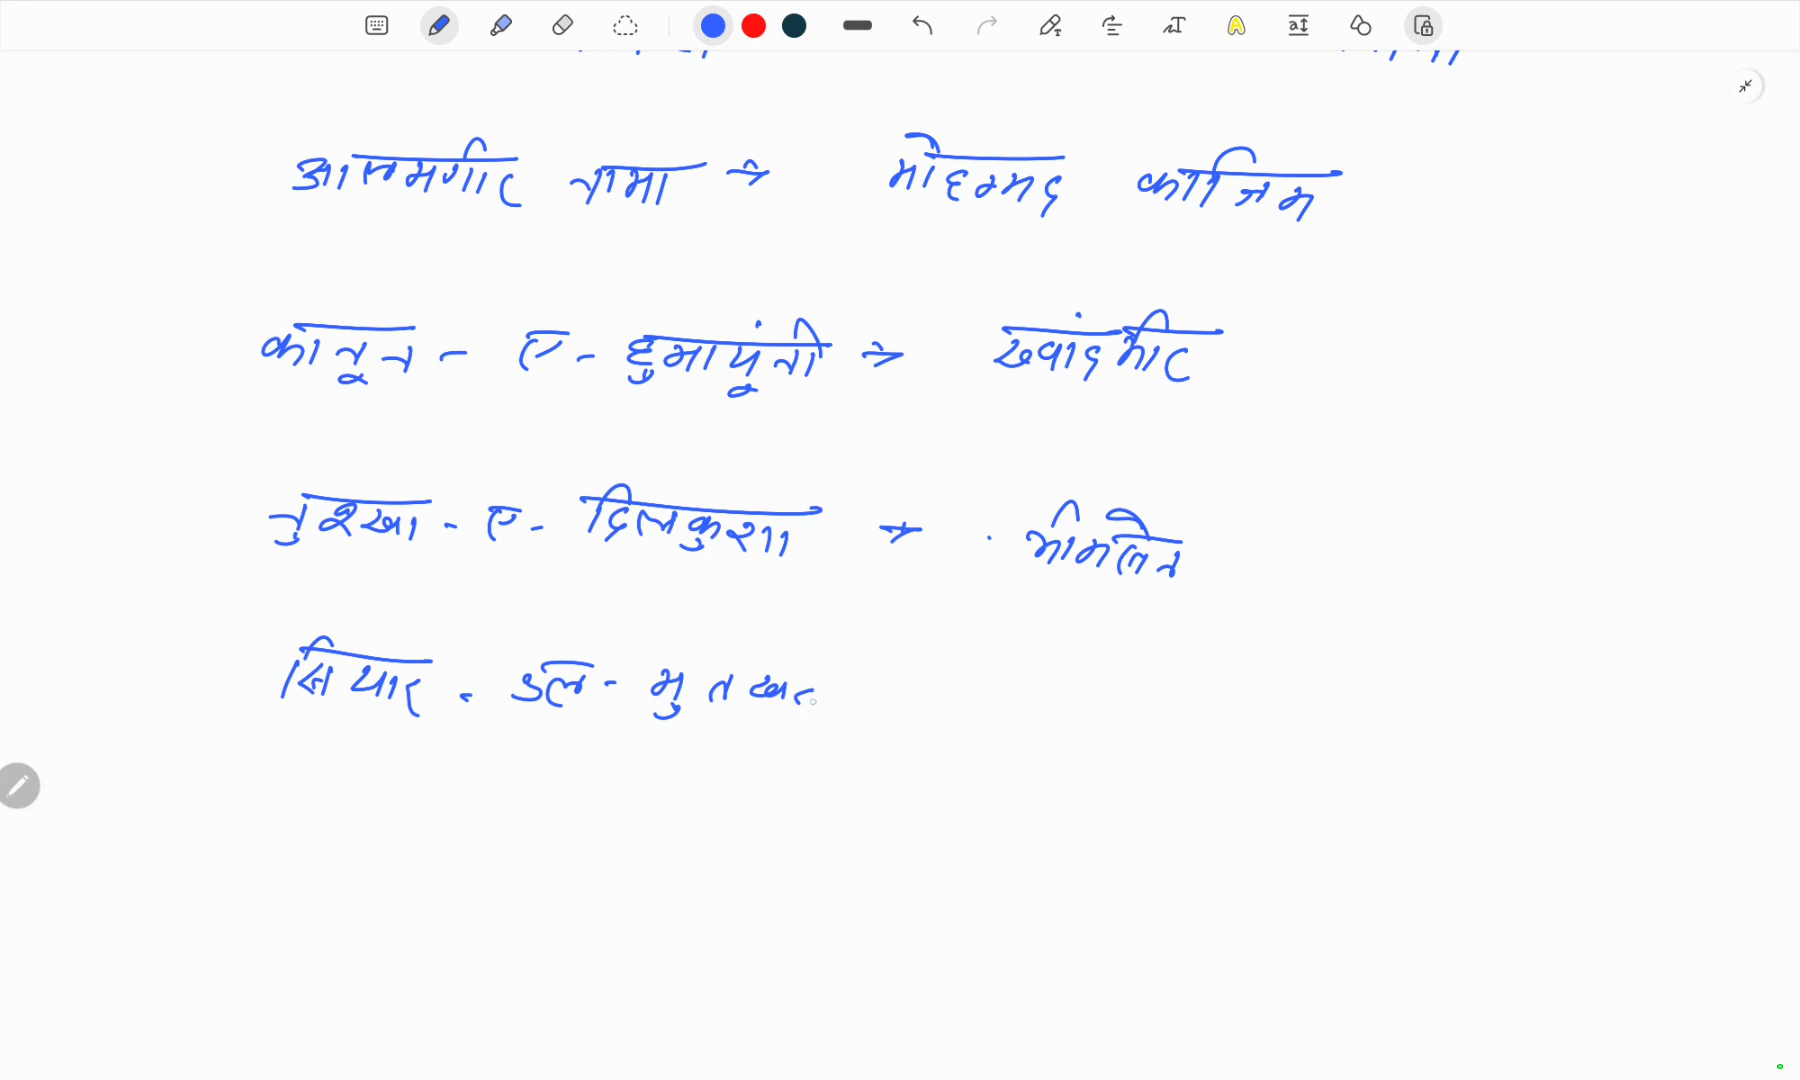 आलमगीर नामा → मोहम्मद काजिम
कानून - ए - हुमायूंनी → ख्वांदमीर
नुश्खा - ए - दिलकुशा → भीमसेन
सियार - उल - मुतखर